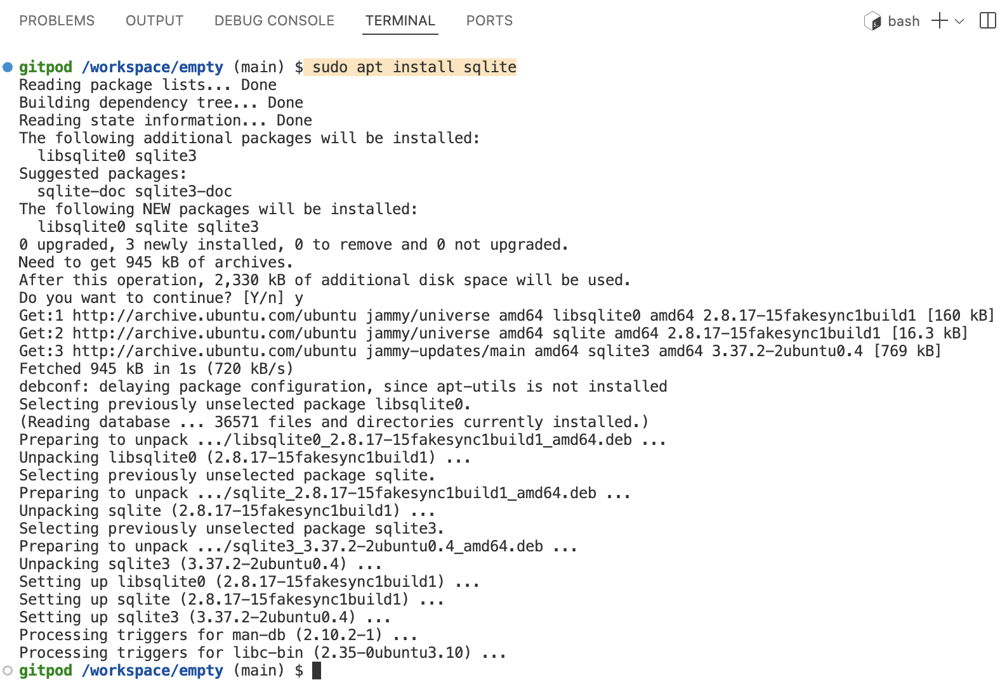 PROBLEMS OUTPUT DEBUG CONSOLE TERMINAL PORTS bash
gitpod /workspace/empty (main) $ sudo apt install sqlite
Reading package lists... Done
Building dependency tree... Done
Reading state information... Done
The following additional packages will be installed:
  libsqlite0 sqlite3
Suggested packages:
  sqlite-doc sqlite3-doc
The following NEW packages will be installed:
  libsqlite0 sqlite sqlite3
0 upgraded, 3 newly installed, 0 to remove and 0 not upgraded.
Need to get 945 kB of archives.
After this operation, 2,330 kB of additional disk space will be used.
Do you want to continue? [Y/n] y
Get:1 http://archive.ubuntu.com/ubuntu jammy/universe amd64 libsqlite0 amd64 2.8.17-15fakesync1build1 [160 kB]
Get:2 http://archive.ubuntu.com/ubuntu jammy/universe amd64 sqlite amd64 2.8.17-15fakesync1build1 [16.3 kB]
Get:3 http://archive.ubuntu.com/ubuntu jammy-updates/main amd64 sqlite3 amd64 3.37.2-2ubuntu0.4 [769 kB]
Fetched 945 kB in 1s (720 kB/s)
debconf: delaying package configuration, since apt-utils is not installed
Selecting previously unselected package libsqlite0.
(Reading database ... 36571 files and directories currently installed.)
Preparing to unpack .../libsqlite0_2.8.17-15fakesync1build1_amd64.deb ...
Unpacking libsqlite0 (2.8.17-15fakesync1build1) ...
Selecting previously unselected package sqlite.
Preparing to unpack .../sqlite_2.8.17-15fakesync1build1_amd64.deb ...
Unpacking sqlite (2.8.17-15fakesync1build1) ...
Selecting previously unselected package sqlite3.
Preparing to unpack .../sqlite3_3.37.2-2ubuntu0.4_amd64.deb ...
Unpacking sqlite3 (3.37.2-2ubuntu0.4) ...
Setting up libsqlite0 (2.8.17-15fakesync1build1) ...
Setting up sqlite (2.8.17-15fakesync1build1) ...
Setting up sqlite3 (3.37.2-2ubuntu0.4) ...
Processing triggers for man-db (2.10.2-1) ...
Processing triggers for libc-bin (2.35-0ubuntu3.10) ...
gitpod /workspace/empty (main) $